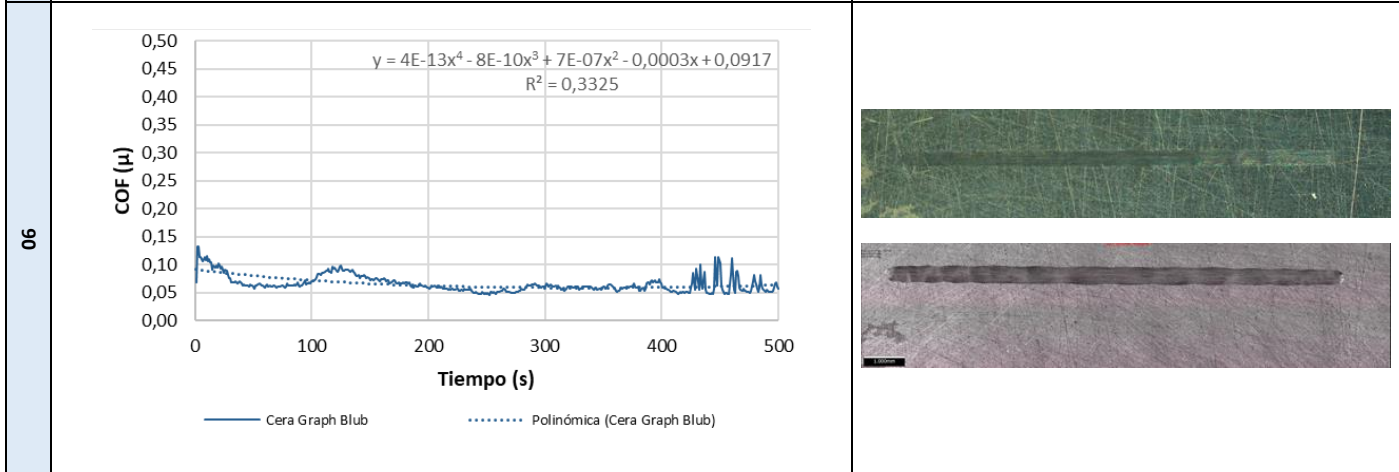 06
0,50
0,45
0,40
0,35
0,30
0,25
0,20
0,15
0,10
0,05
0,00
COF (µ)
y = 4E-13x⁴ - 8E-10x³ + 7E-07x² - 0,0003x + 0,0917
R² = 0,3325
0 100 200 300 400 500
Tiempo (s)
Cera Graph Blub Polinómica (Cera Graph Blub)
1.000mm